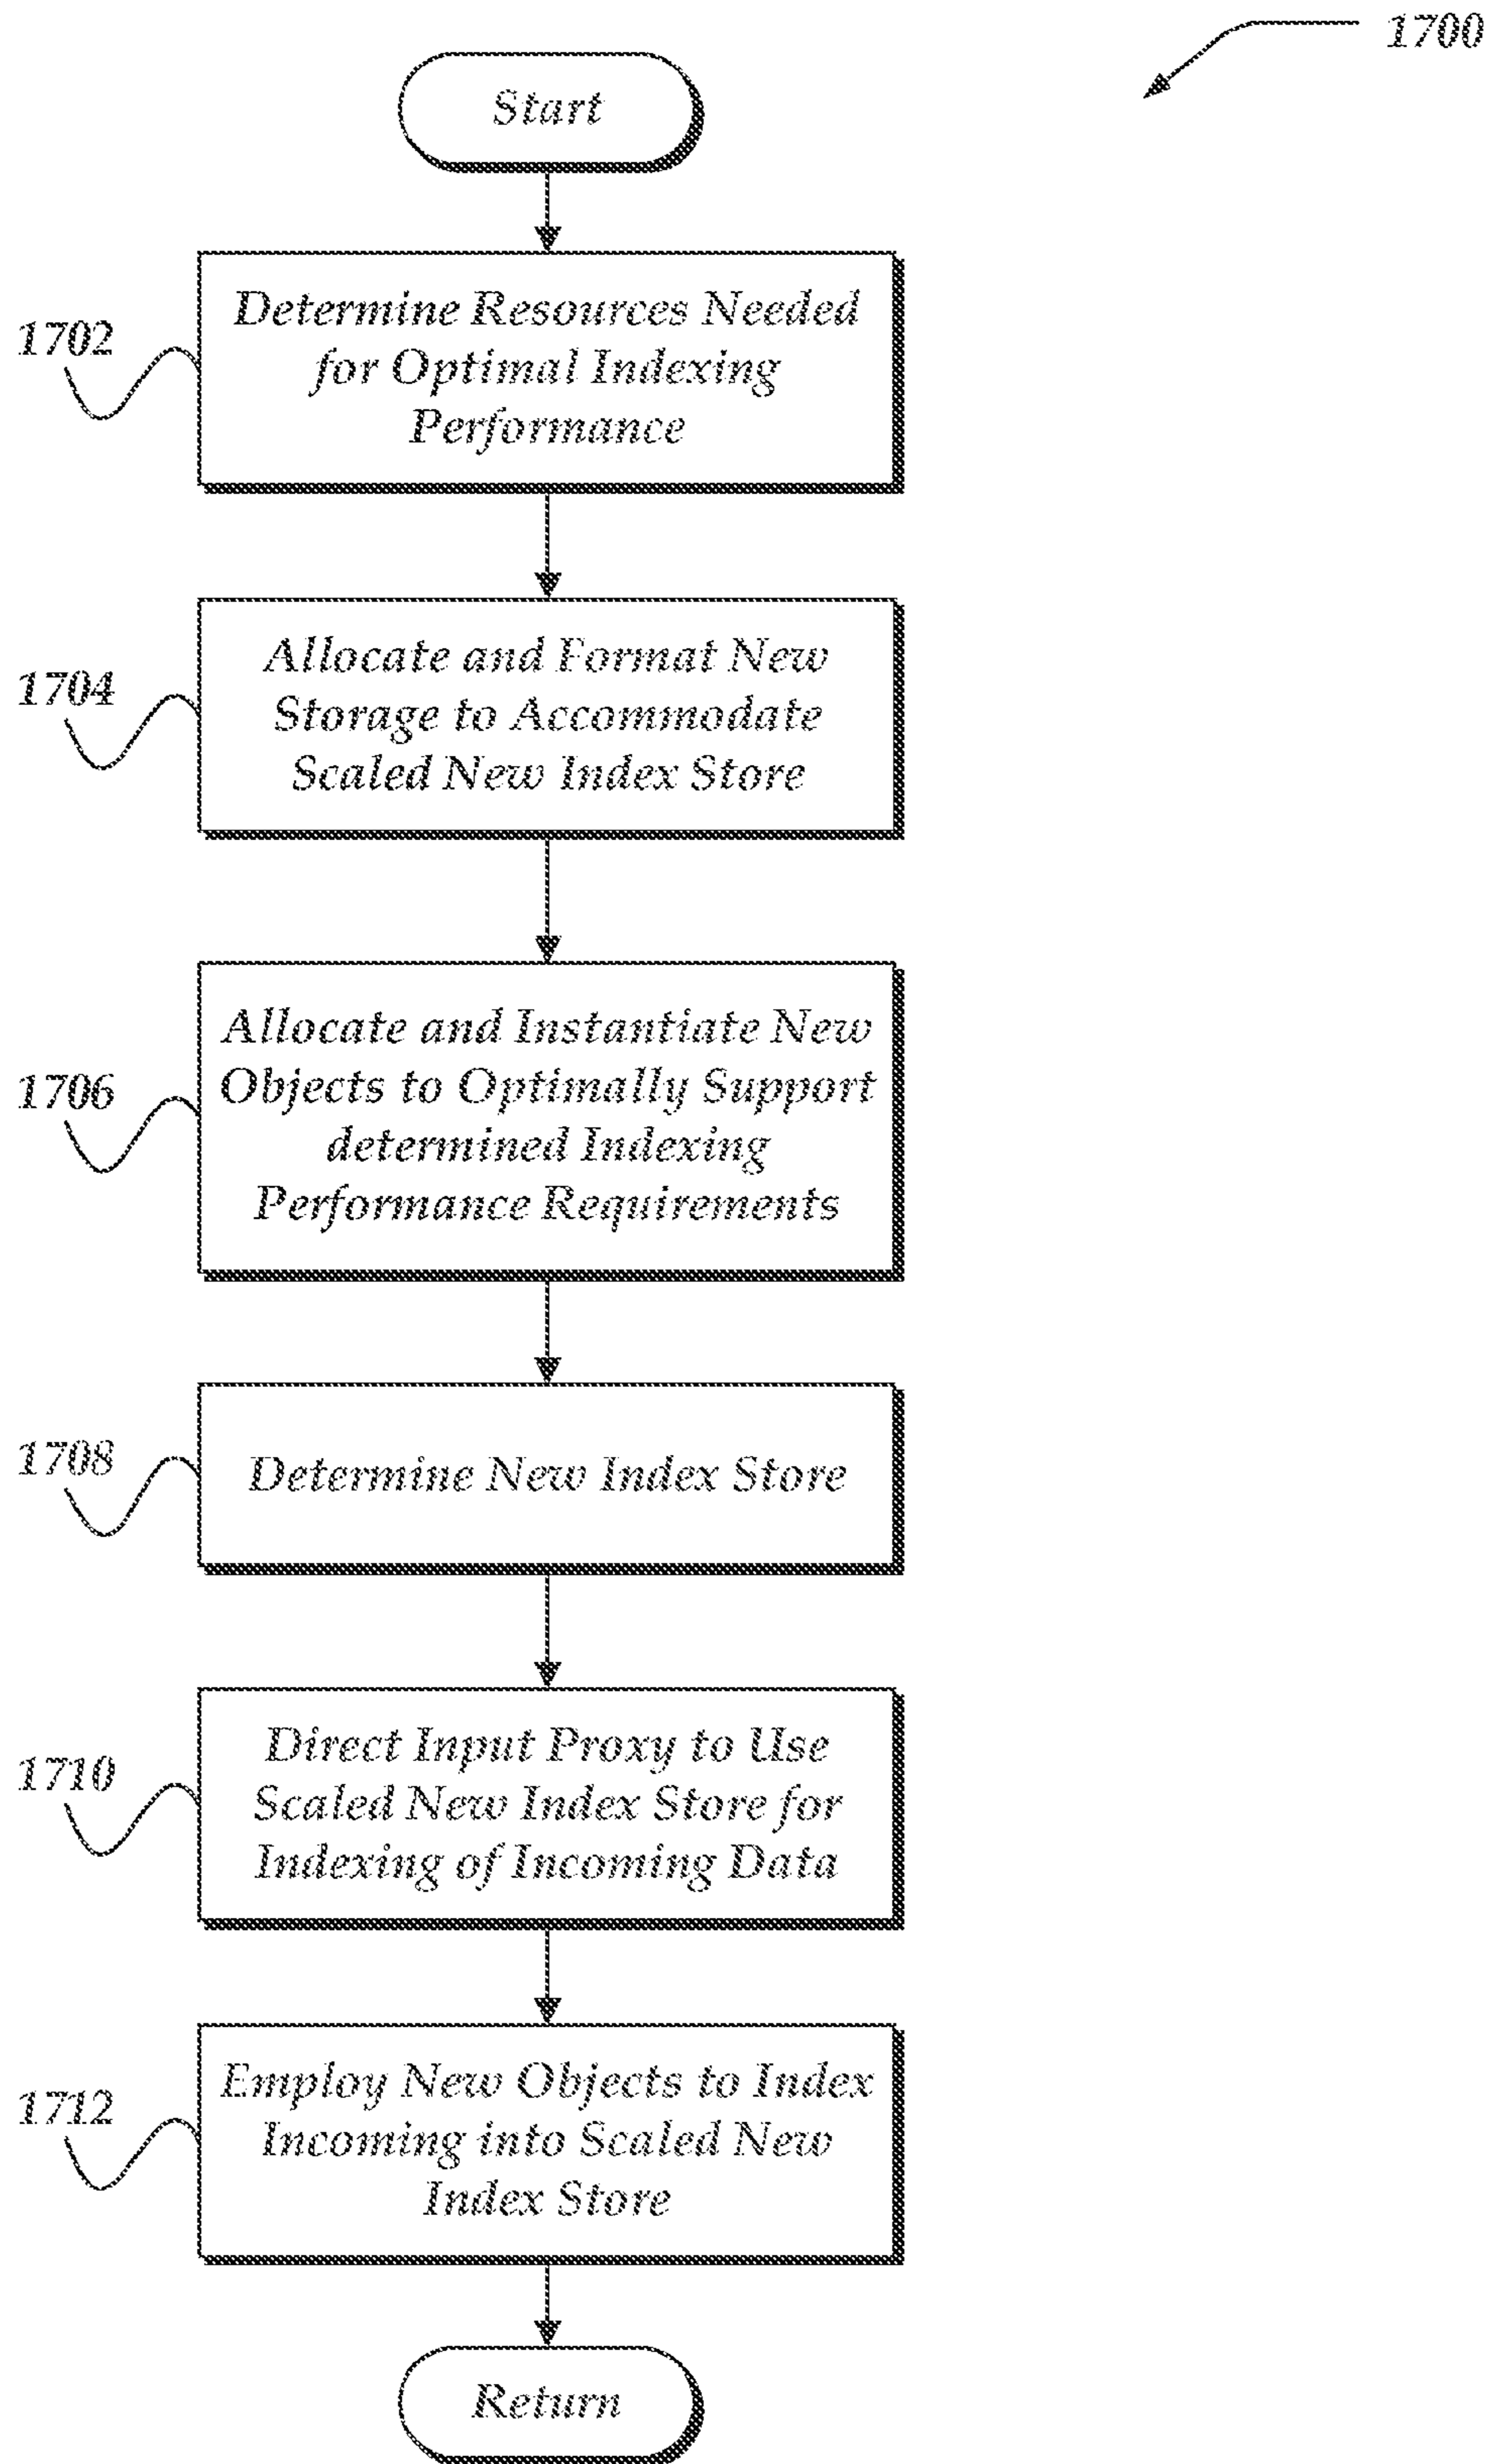 1700
Start
1702
Determine Resources Needed
for Optimal Indexing
Performance
1704
Allocate and Format New
Storage to Accommodate
Scaled New Index Store
1706
Allocate and Instantiate New
Objects to Optimally Support
determined Indexing
Performance Requirements
1708
Determine New Index Store
1710
Direct Input Proxy to Use
Scaled New Index Store for
Indexing of Incoming Data
1712
Employ New Objects to Index
Incoming into Scaled New
Index Store
Return